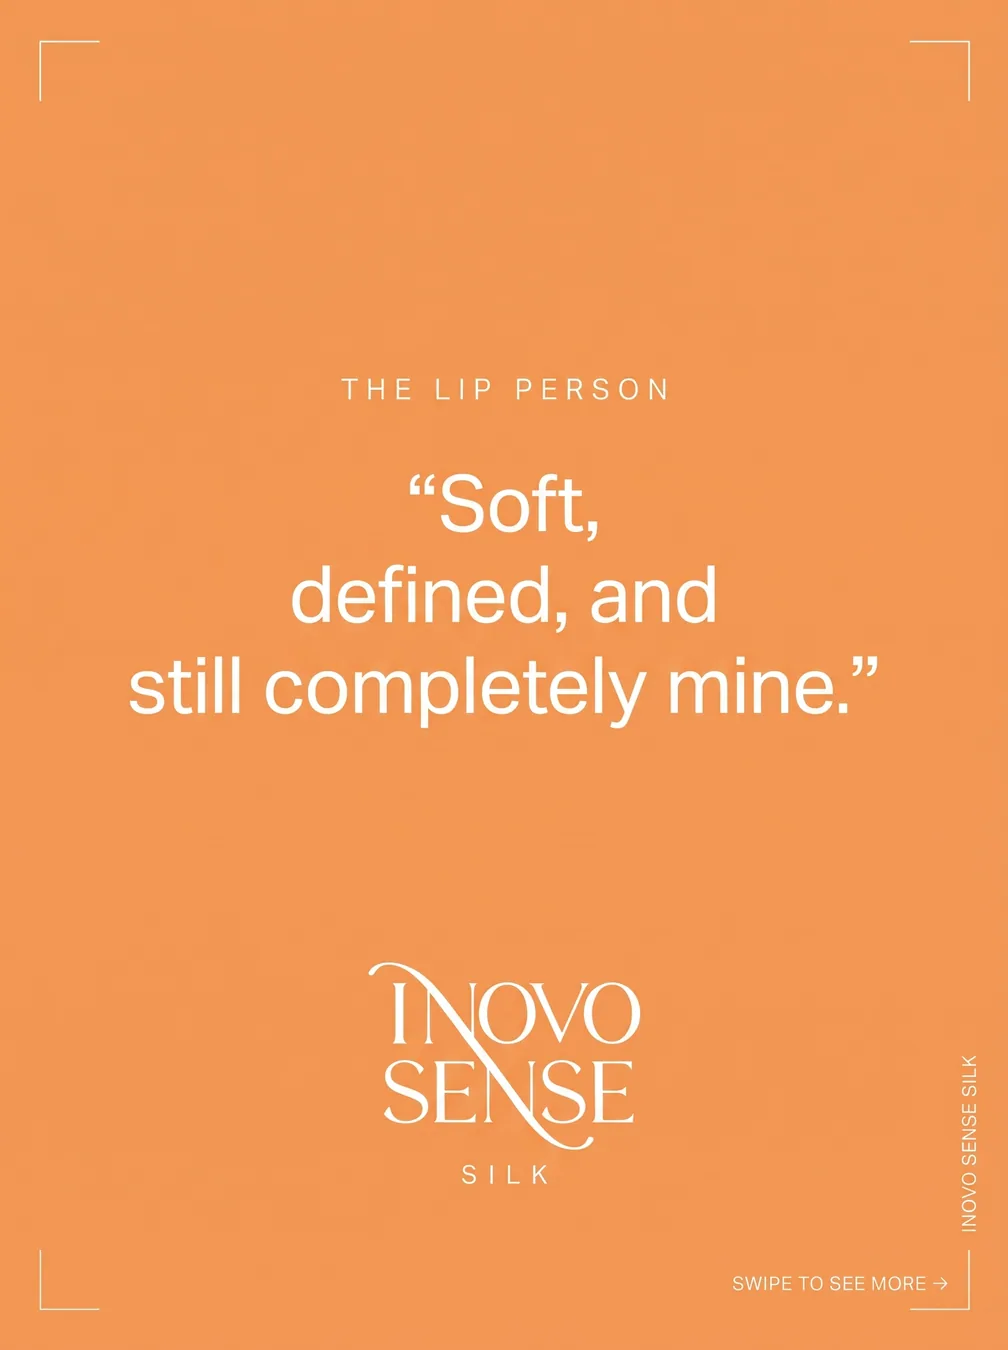 THE LIP PERSON
“Soft,
defined, and
still completely mine.”
INOVO
SENSE
SILK
INOVO SENSE SILK
SWIPE TO SEE MORE →